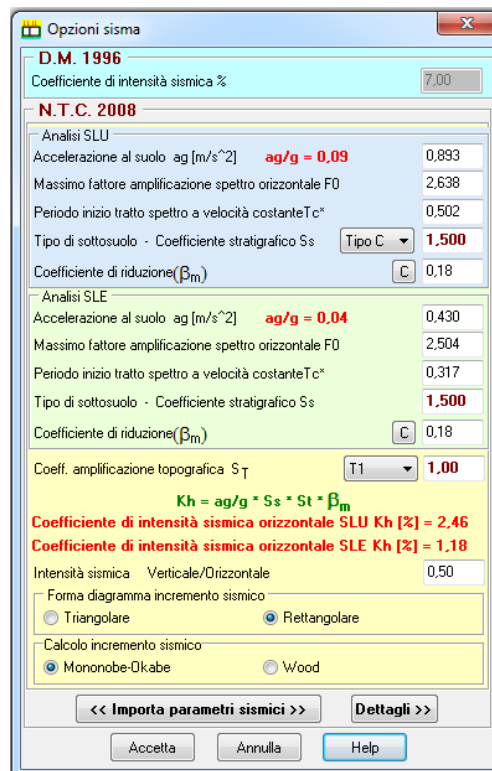 Opzioni sisma
x
D.M. 1996
Coefficiente di intensità sismica %
7,00
N.T.C. 2008
Analisi SLU
Accelerazione al suolo ag [m/s^2] ag/g = 0,09 0,893
Massimo fattore amplificazione spettro orizzontale F0 2,638
Periodo inizio tratto spettro a velocità costanteTc* 0,502
Tipo di sottosuolo - Coefficiente stratigrafico Ss Tipo C 1,500
Coefficiente di riduzione(βm) C 0,18
Analisi SLE
Accelerazione al suolo ag [m/s^2] ag/g = 0,04 0,430
Massimo fattore amplificazione spettro orizzontale F0 2,504
Periodo inizio tratto spettro a velocità costanteTc* 0,317
Tipo di sottosuolo - Coefficiente stratigrafico Ss 1,500
Coefficiente di riduzione(βm) C 0,18
Coeff. amplificazione topografica ST T1 1,00
Kh = ag/g * Ss * St * βm
Coefficiente di intensità sismica orizzontale SLU Kh [%] = 2,46
Coefficiente di intensità sismica orizzontale SLE Kh [%] = 1,18
Intensità sismica Verticale/Orizzontale 0,50
Forma diagramma incremento sismico
Triangolare Rettangolare
Calcolo incremento sismico
Mononobe-Okabe Wood
<< Importa parametri sismici >> Dettagli >>
Accetta Annulla Help